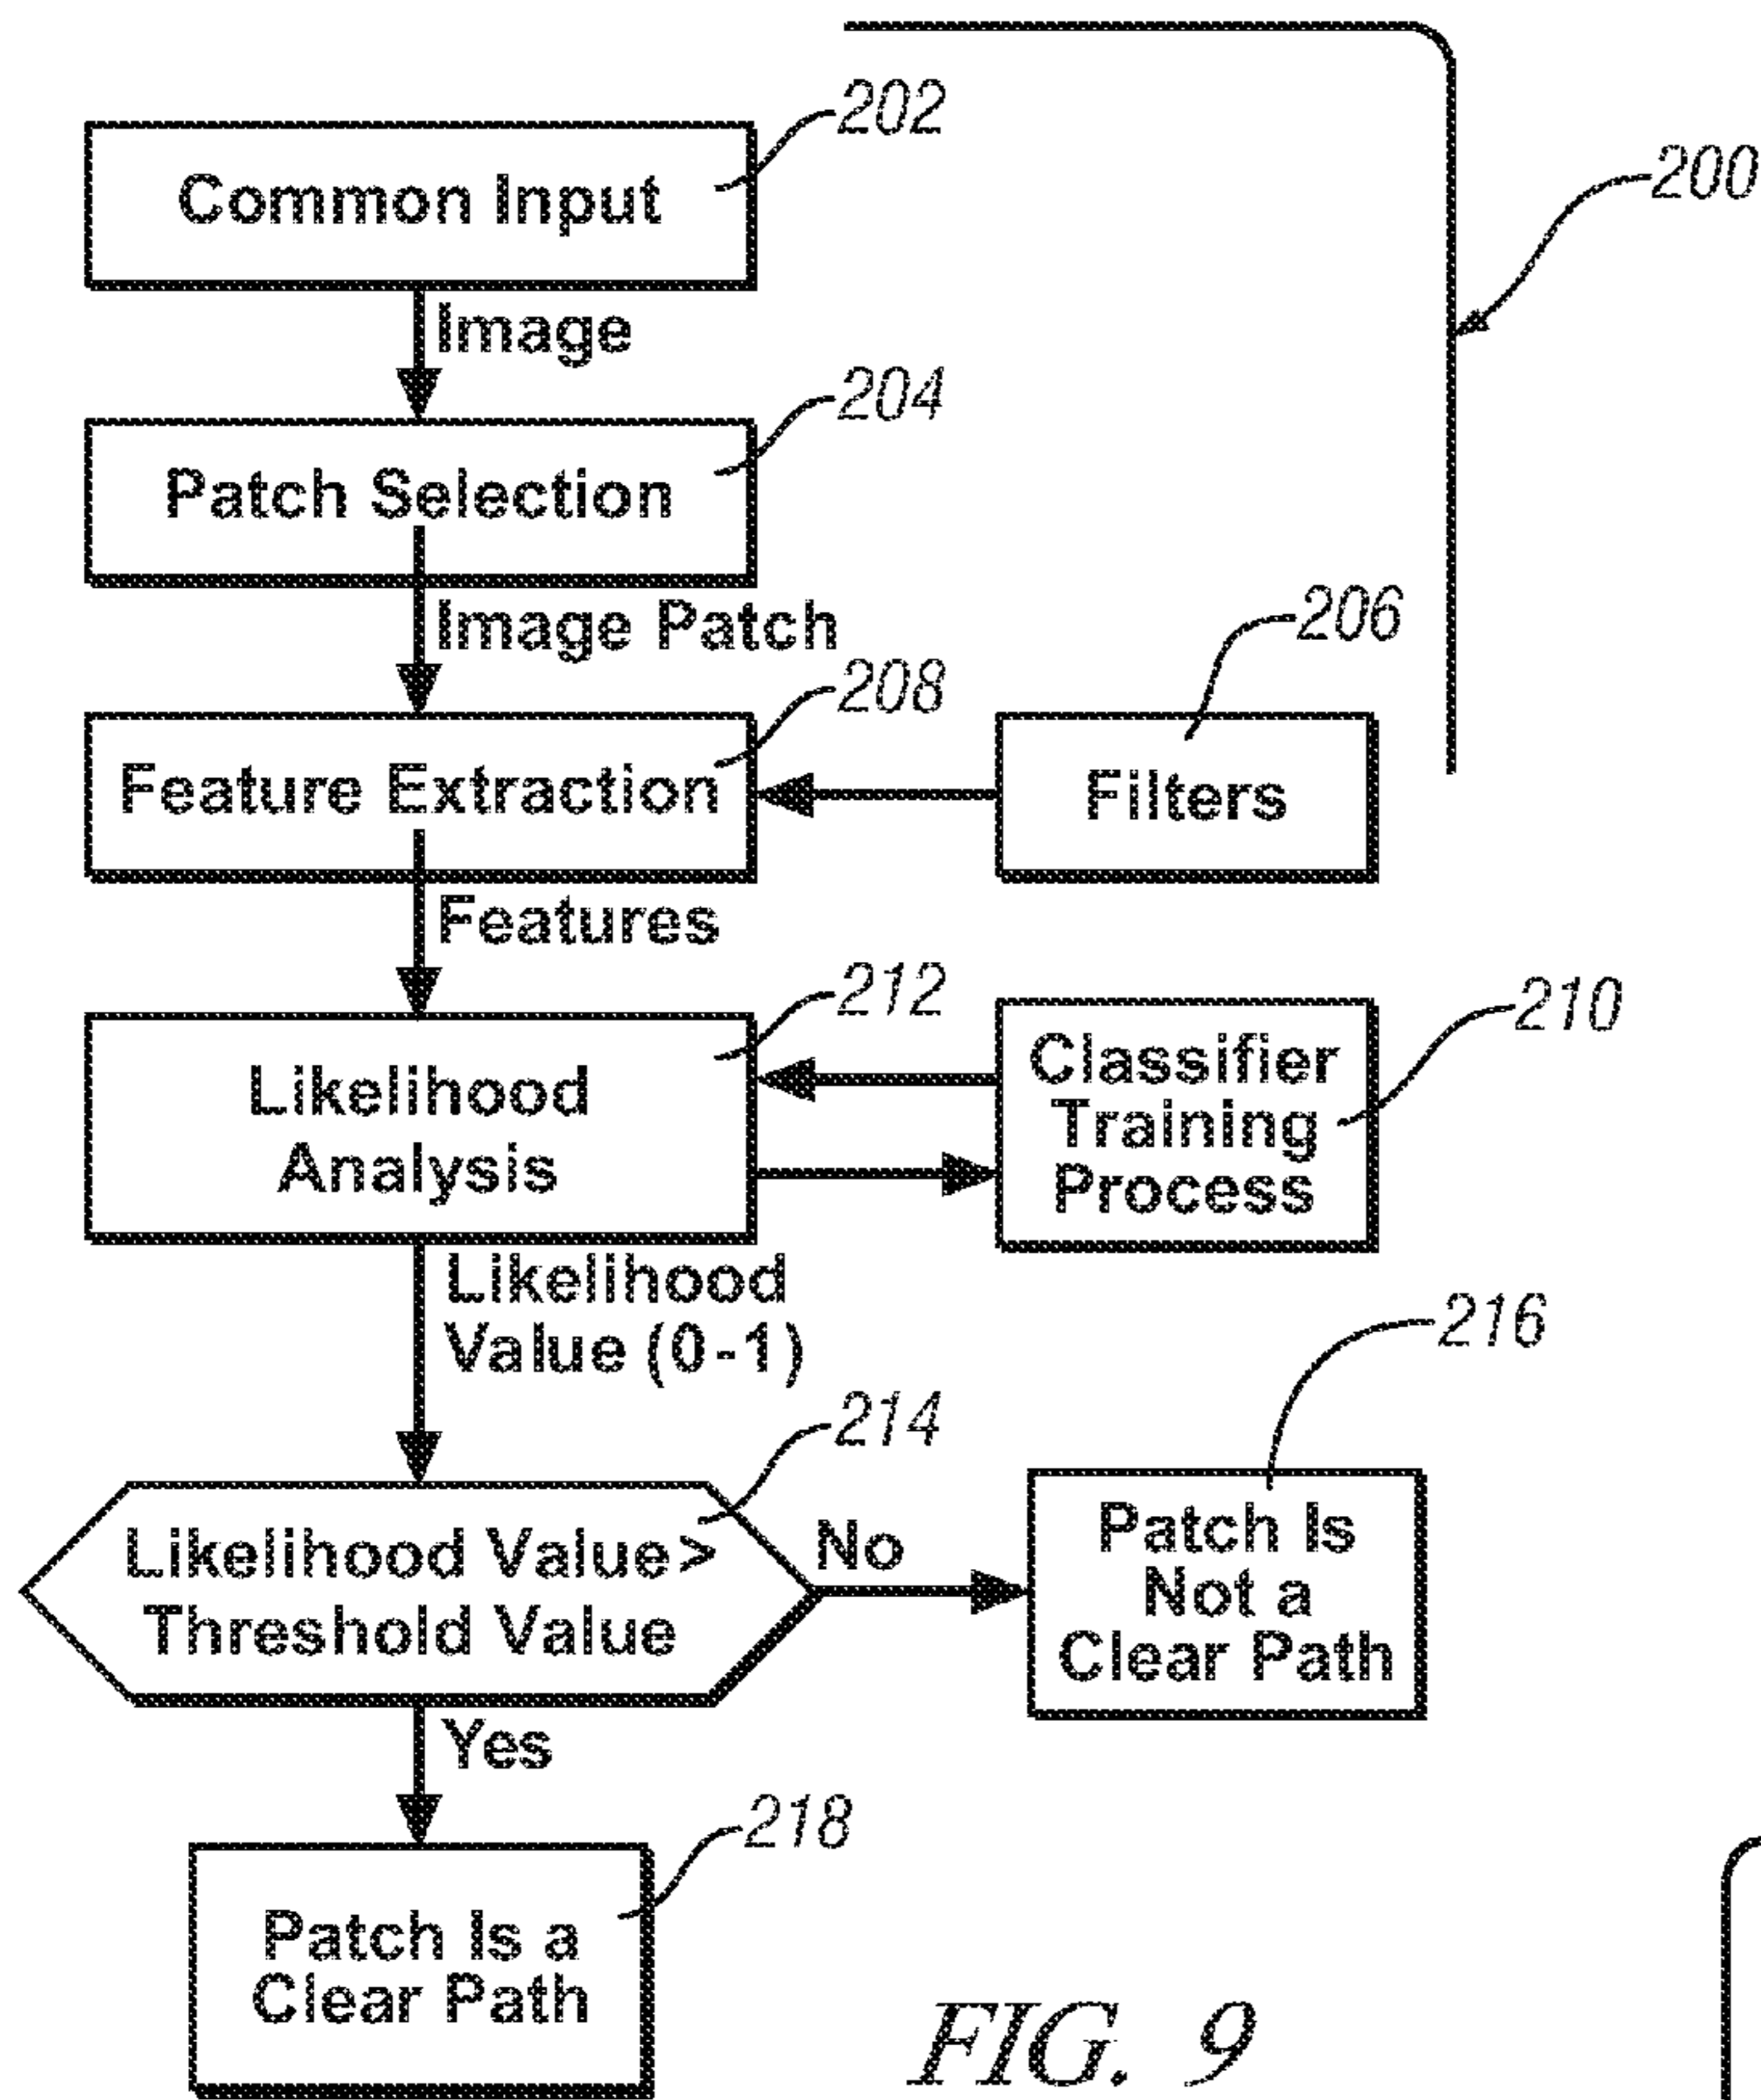 202
Common Input
200
Image
204
Patch Selection
Image Patch
206
208
Feature Extraction
Filters
Features
212
210
Likelihood
Analysis
Classifier
Training
Process
Likelihood
Value (0-1)
216
214
Likelihood Value>
Threshold Value
No
Patch Is
Not a
Clear Path
Yes
218
Patch Is a
Clear Path
FIG. 9